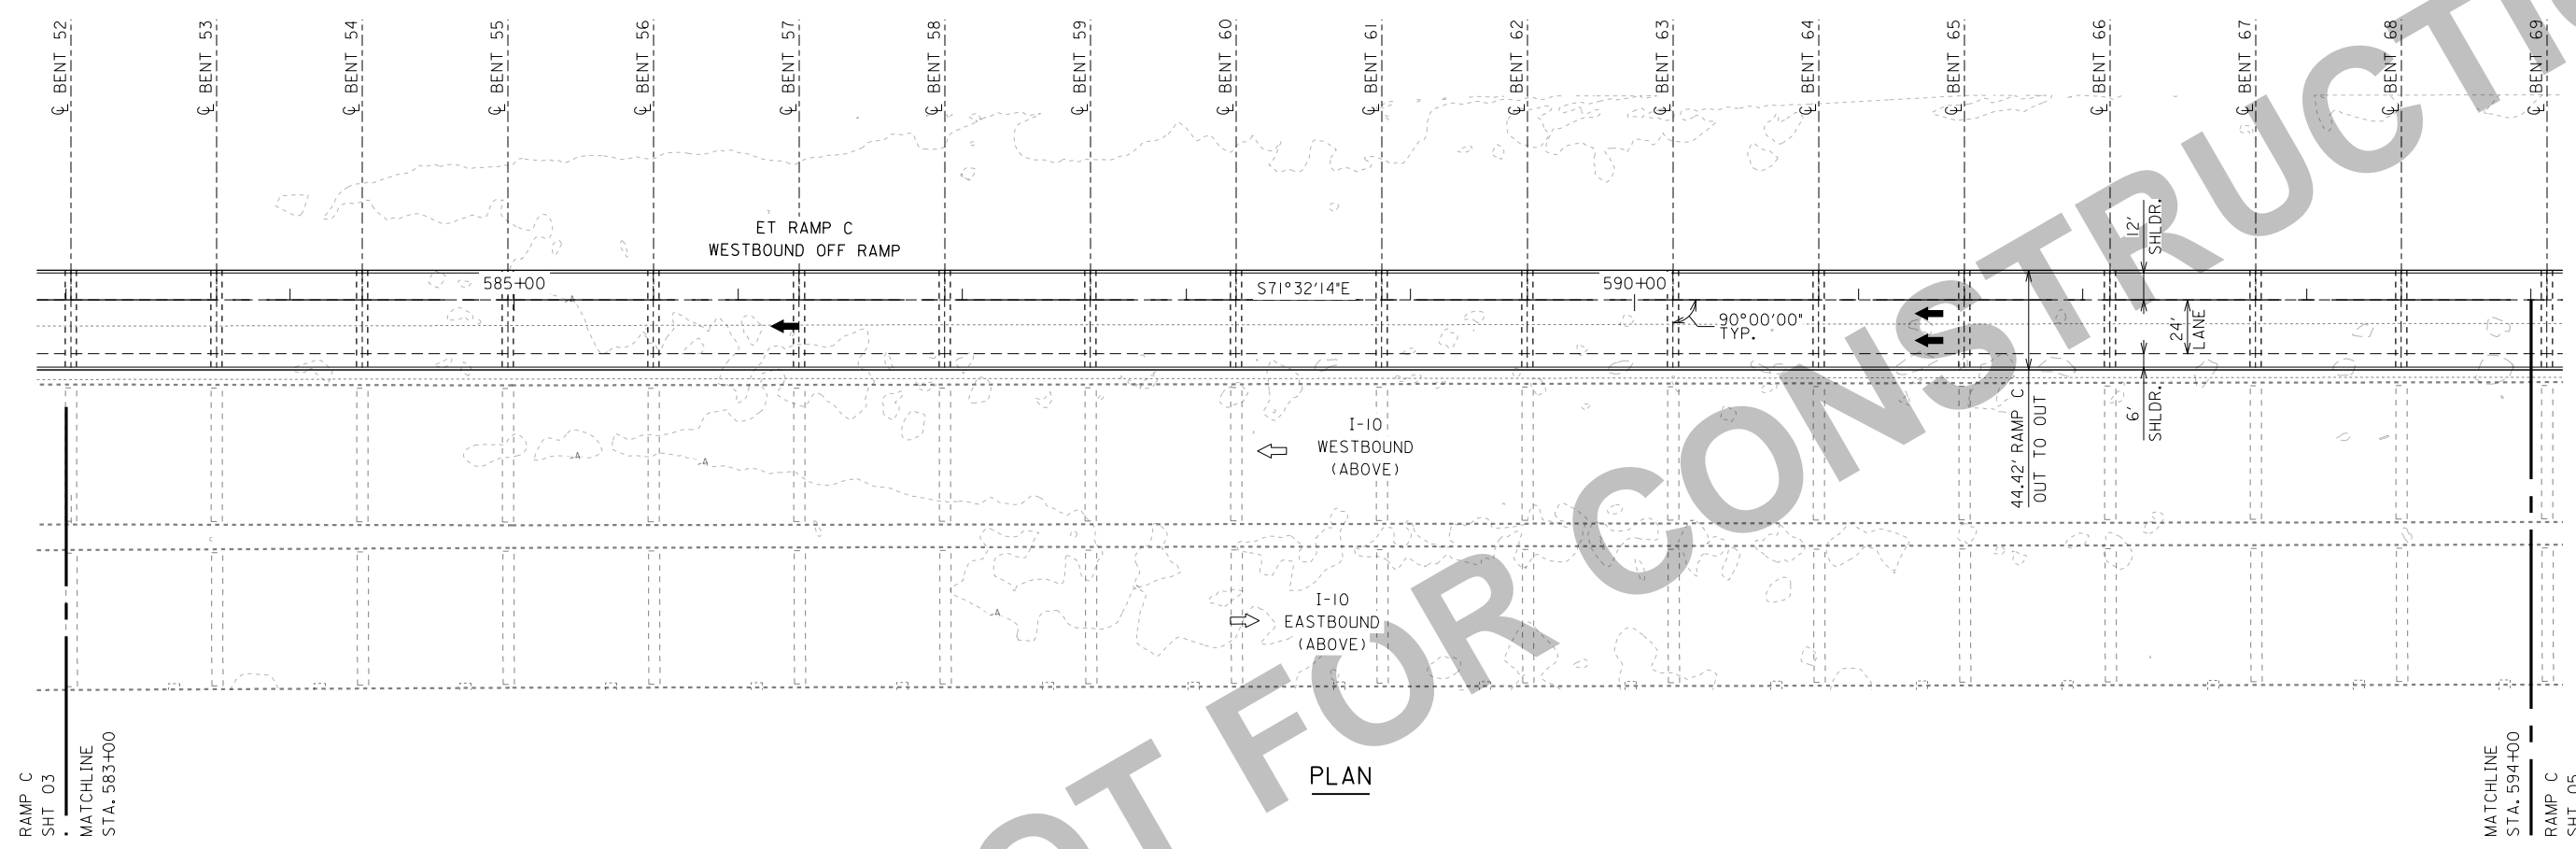 ℄ BENT 52
℄ BENT 53
℄ BENT 54
℄ BENT 55
℄ BENT 56
℄ BENT 57
℄ BENT 58
℄ BENT 59
℄ BENT 60
℄ BENT 61
℄ BENT 62
℄ BENT 63
℄ BENT 64
℄ BENT 65
℄ BENT 66
℄ BENT 67
℄ BENT 68
℄ BENT 69
ET RAMP C
WESTBOUND OFF RAMP
585+00
S71°32'14"E
590+00
90°00'00"
TYP.
12'
SHLDR.
24'
LANE
6'
SHLDR.
44.42' RAMP C
OUT TO OUT
I-10
WESTBOUND
(ABOVE)
I-10
EASTBOUND
(ABOVE)
A
A
A
A
RAMP C
SHT 03
MATCHLINE
STA. 583+00
PLAN
MATCHLINE
STA. 594+00
RAMP C
SHT 05
OT FOR CONSTRUCTIO